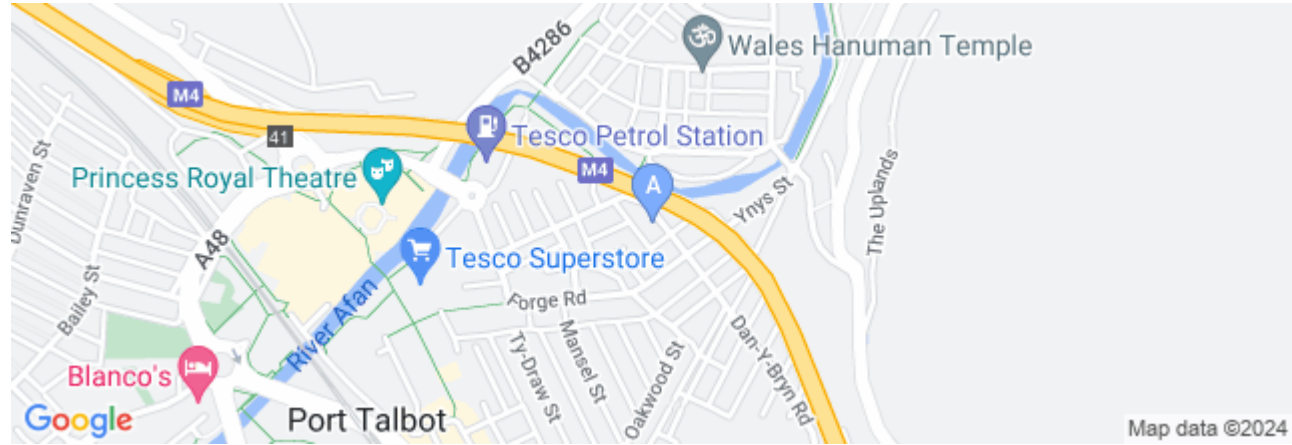 B4286
Wales Hanuman Temple
M4
41
Tesco Petrol Station
M4
A
Princess Royal Theatre
Dunraven St
Ynys St
The Uplands
A48
Tesco Superstore
Bailey St
River Afan
Forge Rd
Ty-Draw St
Mansel St
Oakwood St
Dan-Y-Bryn Rd
Blanco's
Port Talbot
Google
Map data ©2024